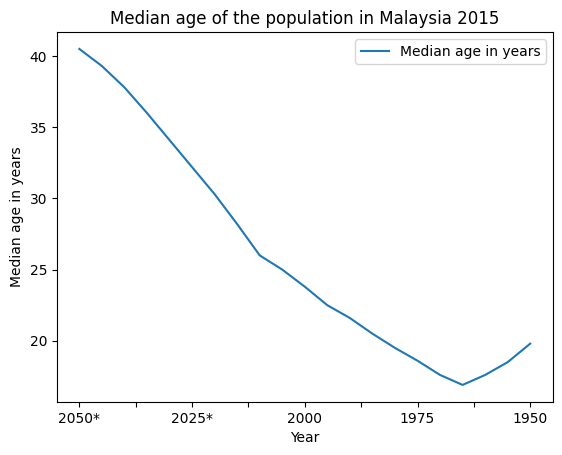 Median age of the population in Malaysia 2015
Median age in years
40
35
30
25
20
Median age in years
2050*
2025*
2000
1975
1950
Year